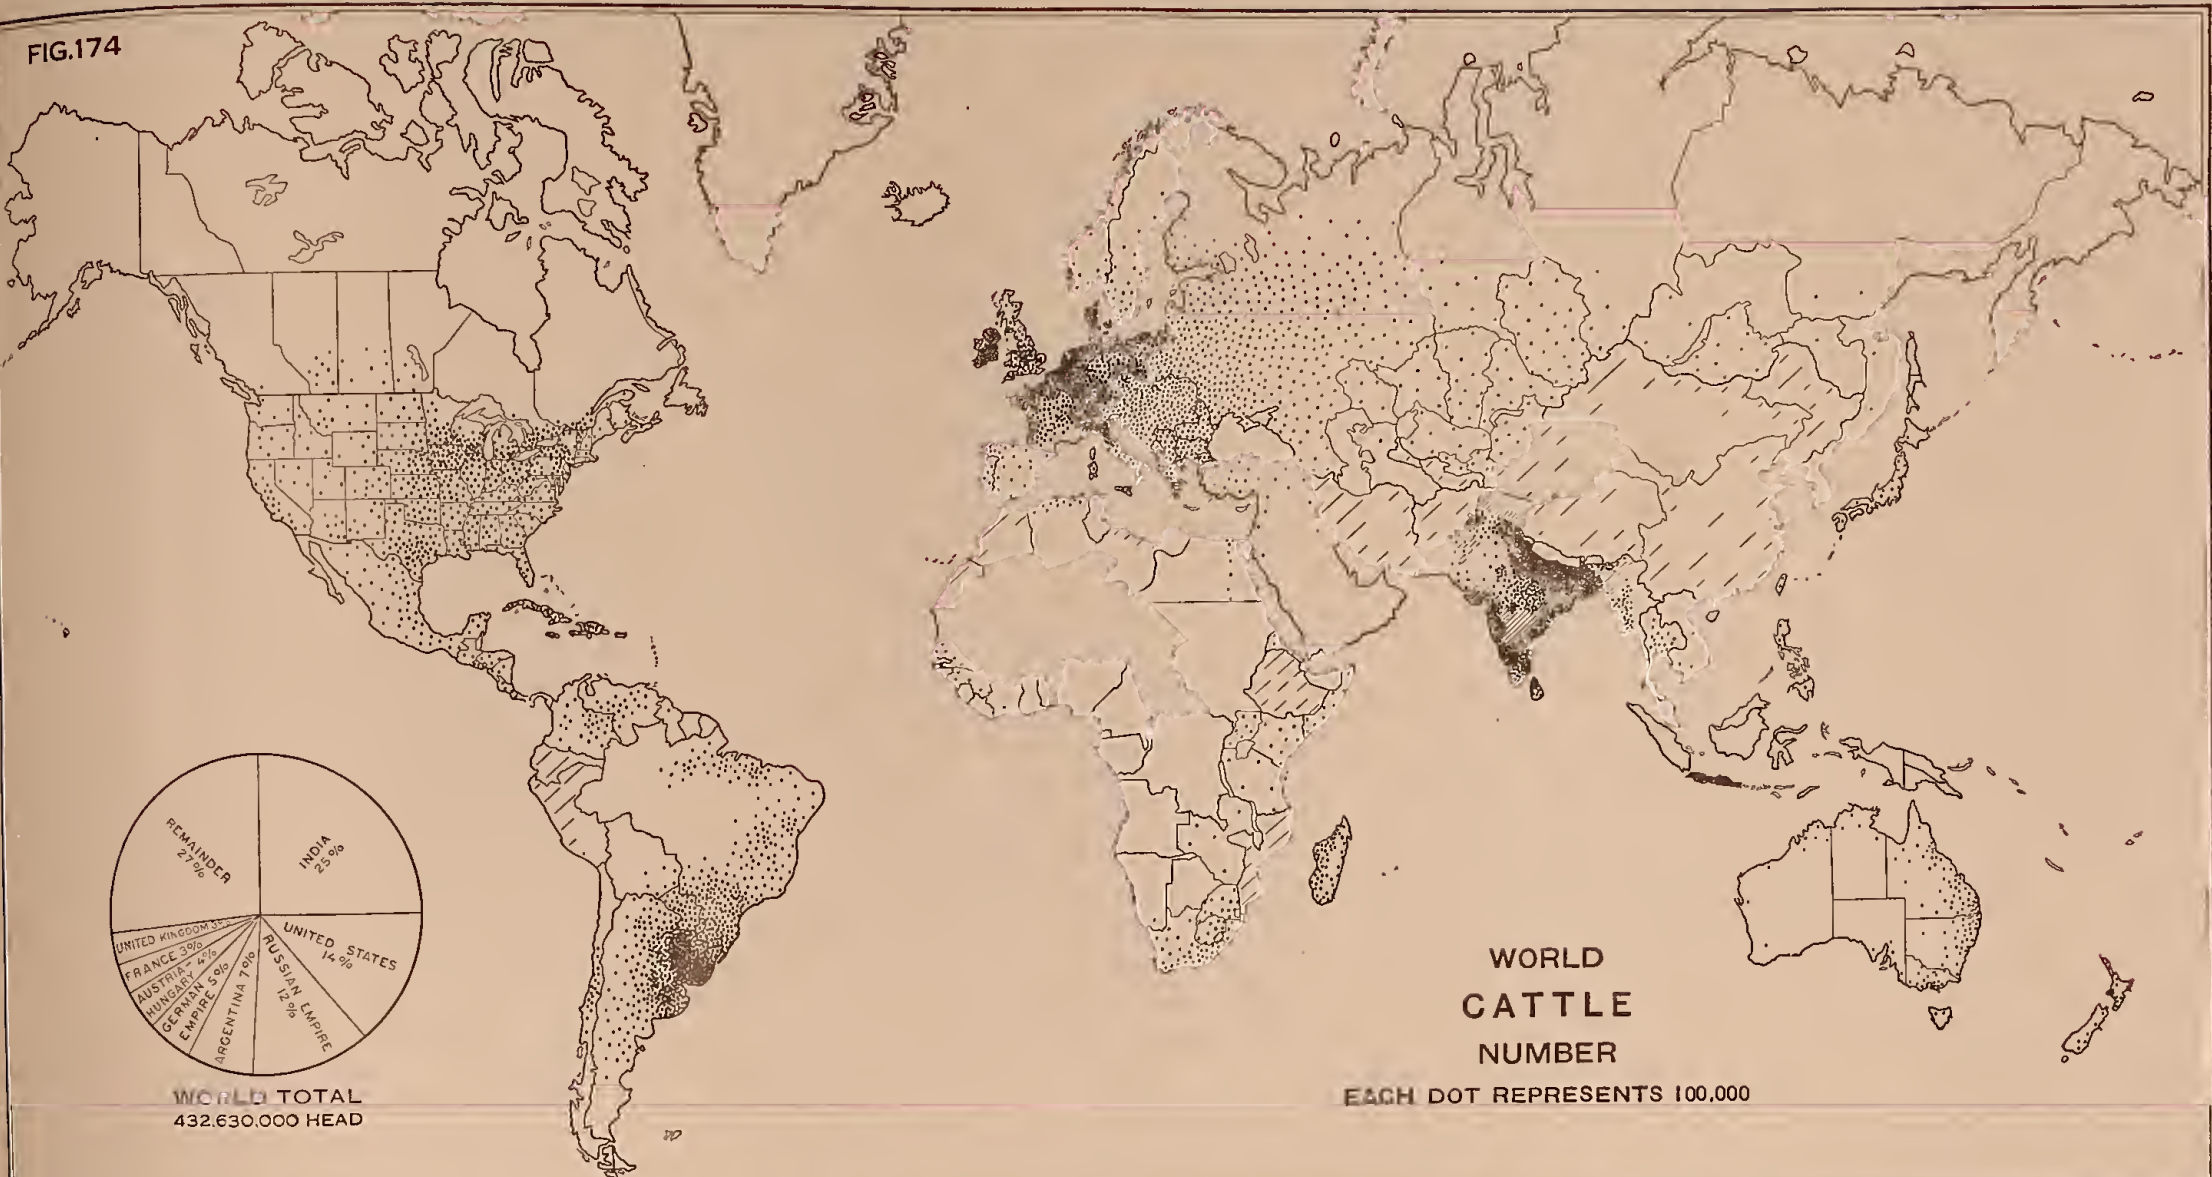 FIG.174
REMAINDER
27%
INDIA
25%
UNITED STATES
14%
RUSSIAN EMPIRE
12%
ARGENTINA 7%
GERMAN 5%
EMPIRE
AUSTRIA- 4%
HUNGARY
FRANCE 3%
UNITED KINGDOM 3%
WORLD TOTAL
432,630,000 HEAD
WORLD
CATTLE
NUMBER
EACH DOT REPRESENTS 100,000